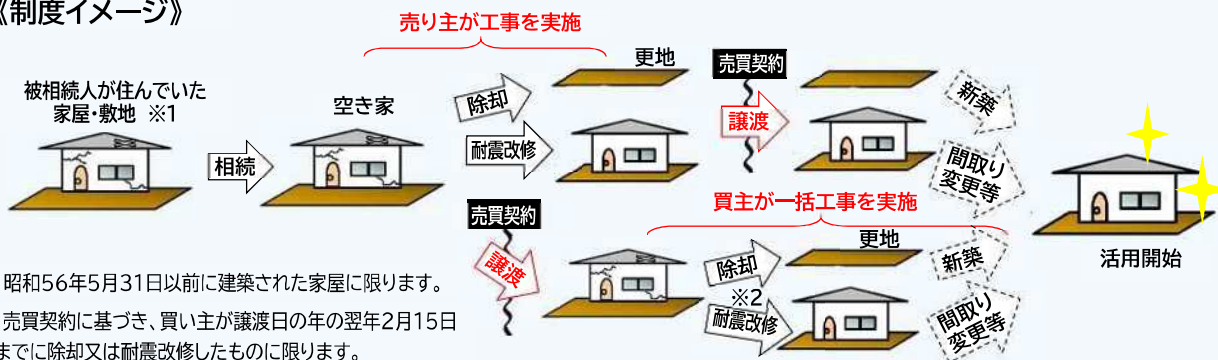 《制度イメージ》
売り主が工事を実施
被相続人が住んでいた
家屋・敷地 ※1
相続
空き家
除却
耐震改修
更地
売買契約
譲渡
新築
間取り
変更等
売買契約
譲渡
買主が一括工事を実施
除却
※2
耐震改修
更地
新築
間取り
変更等
活用開始
昭和56年5月31日以前に建築された家屋に限ります。
売買契約に基づき、買い主が譲渡日の年の翌年2月15日
までに除却又は耐震改修したものに限ります。